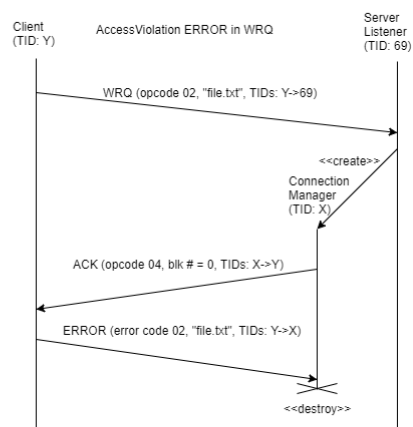 Client
(TID: Y)
AccessViolation ERROR in WRQ
Server
Listener
(TID: 69)
WRQ (opcode 02, "file.txt", TIDs: Y->69)
<<create>>
Connection
Manager
(TID: X)
ACK (opcode 04, blk # = 0, TIDs: X->Y)
ERROR (error code 02, "file.txt", TIDs: Y->X)
<<destroy>>